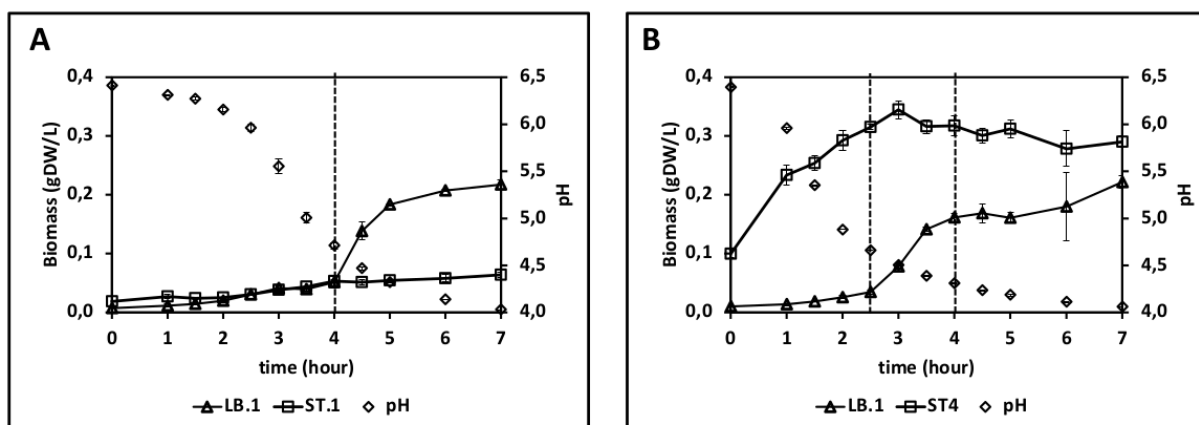 A
0,4
0,3
0,2
0,1
0,0
Biomass (gDW/L)
6,5
6,0
5,5
5,0
4,5
4,0
pH
0 1 2 3 4 5 6 7
time (hour)
LB.1 ST.1 pH
B
0,4
0,3
0,2
0,1
0,0
Biomass (gDW/L)
6,5
6,0
5,5
5,0
4,5
4,0
pH
0 1 2 3 4 5 6 7
time (hour)
LB.1 ST4 pH